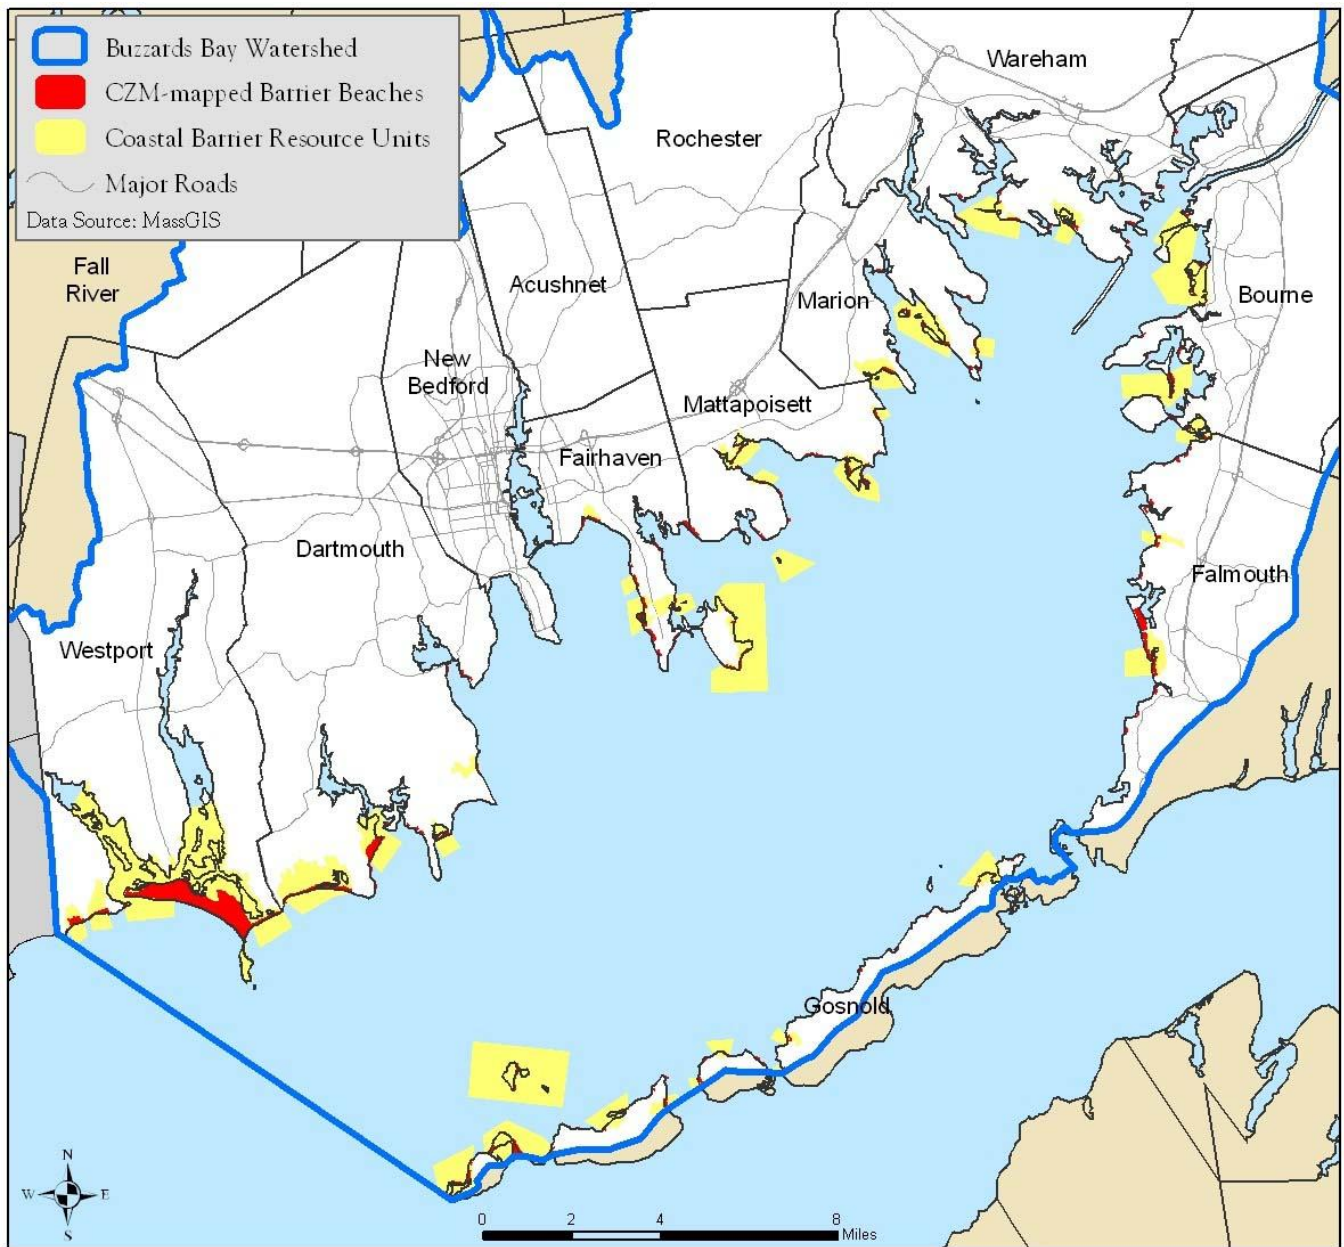 Buzzards Bay Watershed
CZM-mapped Barrier Beaches
Coastal Barrier Resource Units
Major Roads
Data Source: MassGIS
Wareham
Rochester
Fall
River
Acushnet
Marion
Bourne
New
Bedford
Mattapoisett
Fairhaven
Dartmouth
Falmouth
Westport
Gosnold
N
W E
S
0 2 4 8
Miles